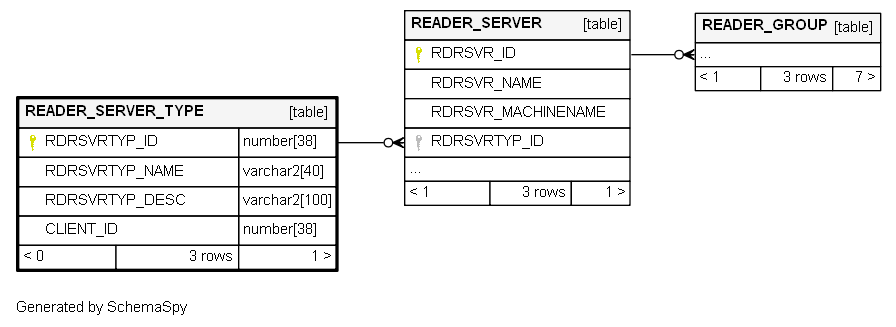 READER_SERVER_TYPE [table]
RDRSVRTYP_ID number[38]
RDRSVRTYP_NAME varchar2[40]
RDRSVRTYP_DESC varchar2[100]
CLIENT_ID number[38]
< 0 3 rows 1 >
READER_SERVER [table]
RDRSVR_ID
RDRSVR_NAME
RDRSVR_MACHINENAME
RDRSVRTYP_ID
...
< 1 3 rows 1 >
READER_GROUP [table]
...
< 1 3 rows 7 >
Generated by SchemaSpy